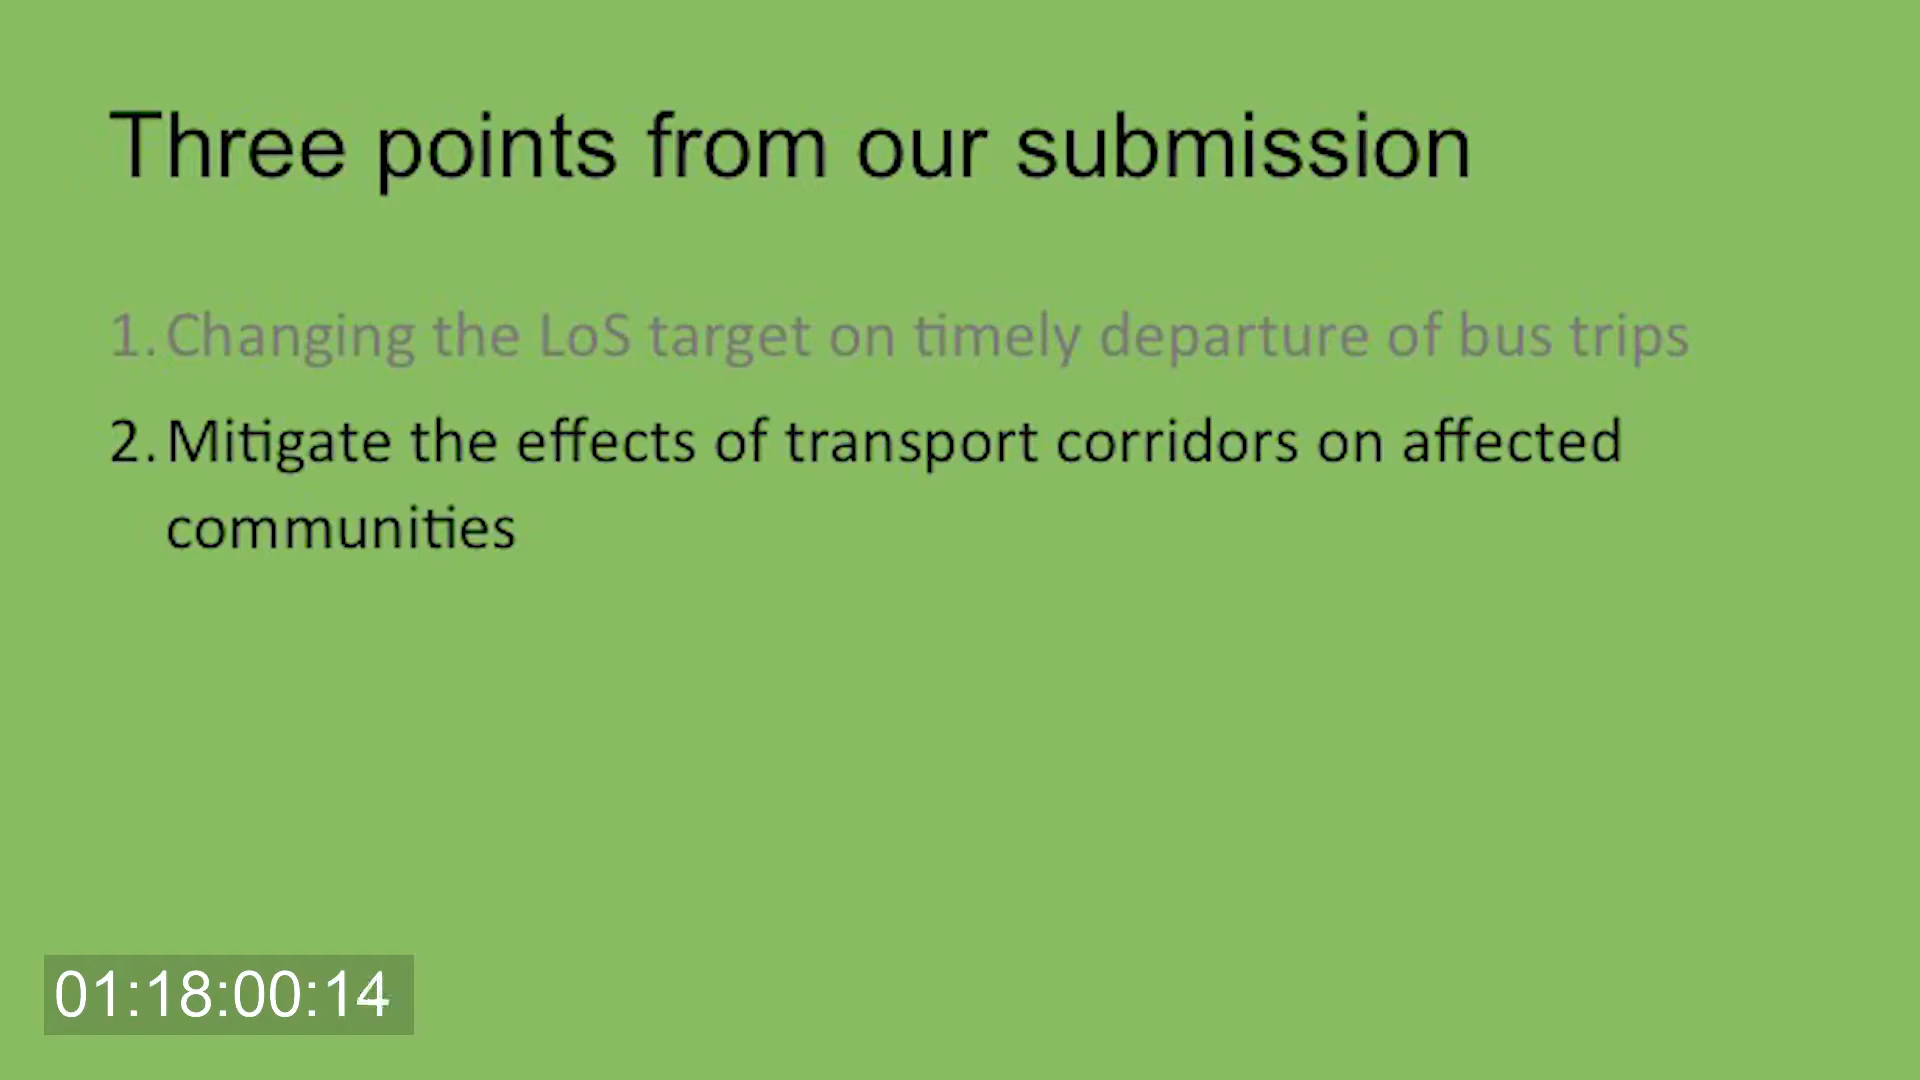 Three points from our submission
1. Changing the LoS target on timely departure of bus trips
2. Mitigate the effects of transport corridors on affected
communities
01:18:00:14